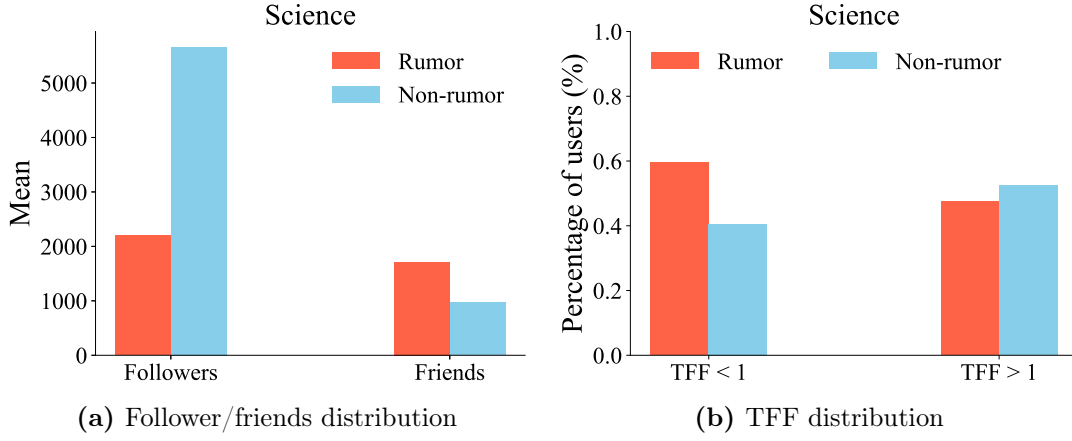 Science
Mean
5000
4000
3000
2000
1000
0
Rumor
Non-rumor
Followers
Friends
(a) Follower/friends distribution
Science
Percentage of users (%)
1.0
0.8
0.6
0.4
0.2
0.0
Rumor
Non-rumor
TFF < 1
TFF > 1
(b) TFF distribution